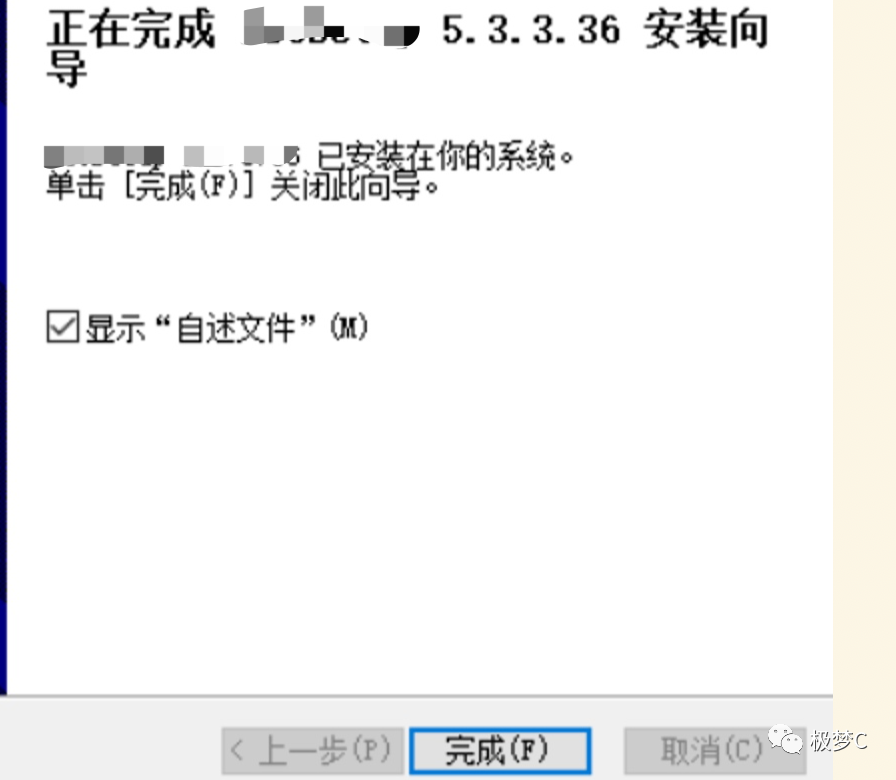 正在完成 5.3.3.36 安装向
导
已安装在你的系统。
单击 [完成(F)] 关闭此向导。
显示“自述文件”(M)
< 上一步(P) 完成(F) 取消(C)
极梦C